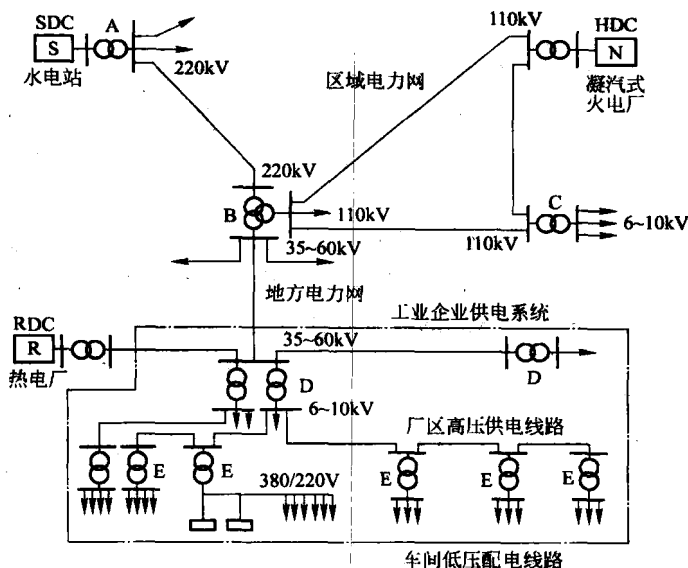 SDC
A
S
水电站
220kV
110kV
HDC
N
凝汽式
火电厂
区域电力网
220kV
B
110kV
C
6~10kV
110kV
35~60kV
地方电力网
工业企业供电系统
RDC
R
热电厂
35~60kV
D
D
6~10kV
厂区高压供电线路
E
E
380/220V
E
E
E
车间低压配电线路